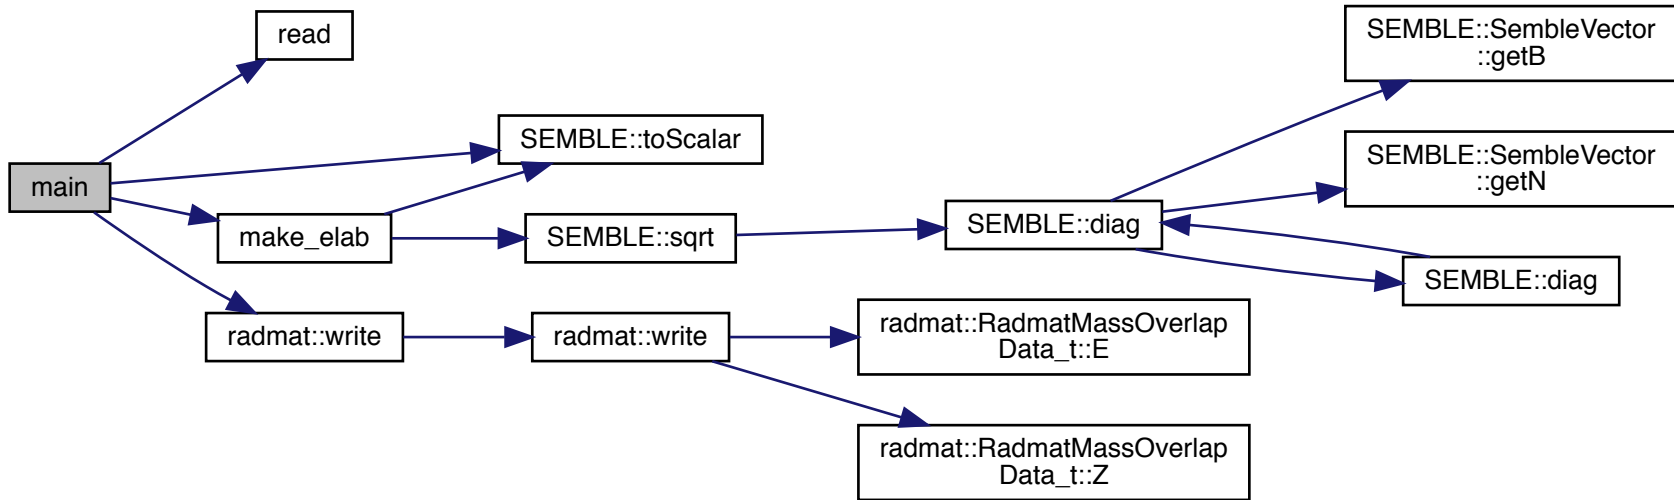 read
SEMBLE::SembleVector
::getB
SEMBLE::toScalar
SEMBLE::SembleVector
::getN
main
make_elab
SEMBLE::sqrt
SEMBLE::diag
SEMBLE::diag
radmat::write
radmat::write
radmat::RadmatMassOverlap
Data_t::E
radmat::RadmatMassOverlap
Data_t::Z